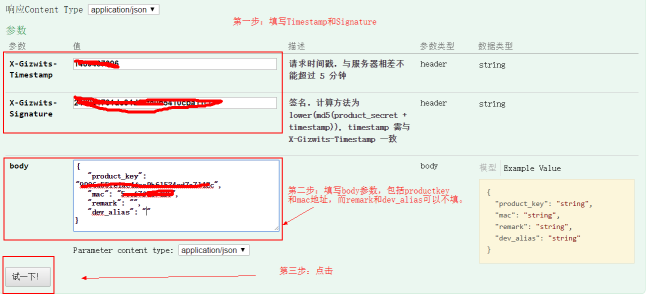 响应Content Type application/json
第一步：填写Timestamp和Signature
参数
参数 值 描述 参数类型 数据类型
X-Gizwits-Timestamp 请求时间戳，与服务器相差不能超过 5 分钟 header string
X-Gizwits-Signature 签名，计算方法为 lower(md5(product_secret + timestamp))，timestamp 需与 X-Gizwits-Timestamp 一致 header string
body
{
"product_key":
"mac": "
"remark": "",
"dev_alias": ""
}
第二步：填写body参数，包括productkey
和mac地址，而remark和dev_alias可以不填，
body
模型 Example Value
{
"product_key": "string",
"mac": "string",
"remark": "string",
"dev_alias": "string"
}
Parameter content type: application/json
试一下!
第三步：点击